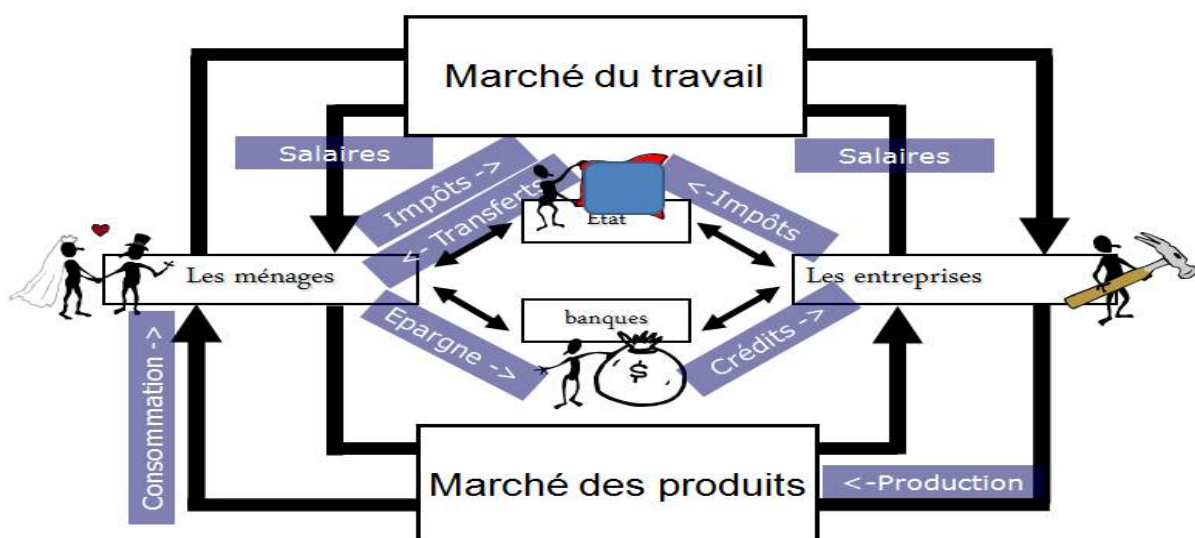 Marché du travail
Salaires
Salaires
Impôts ->
<- Transferts
<-Impôts
Etat
Les ménages
Les entreprises
banques
Epargne ->
Crédits ->
$
Consommation ->
Marché des produits
<-Production